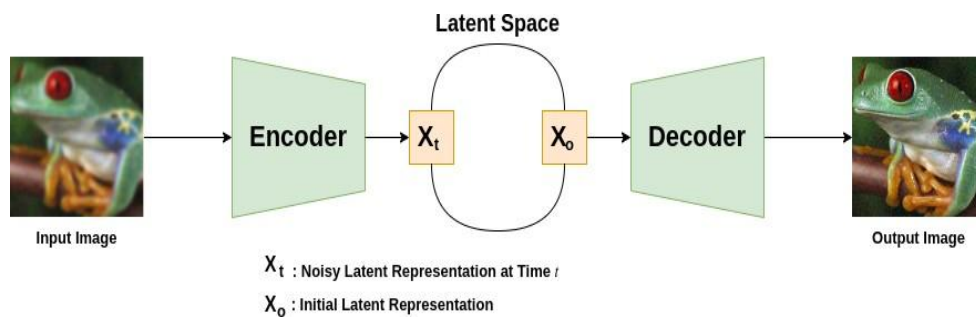 Latent Space
Encoder
Xt
Xo
Decoder
Input Image
Output Image
Xt : Noisy Latent Representation at Time t
Xo : Initial Latent Representation